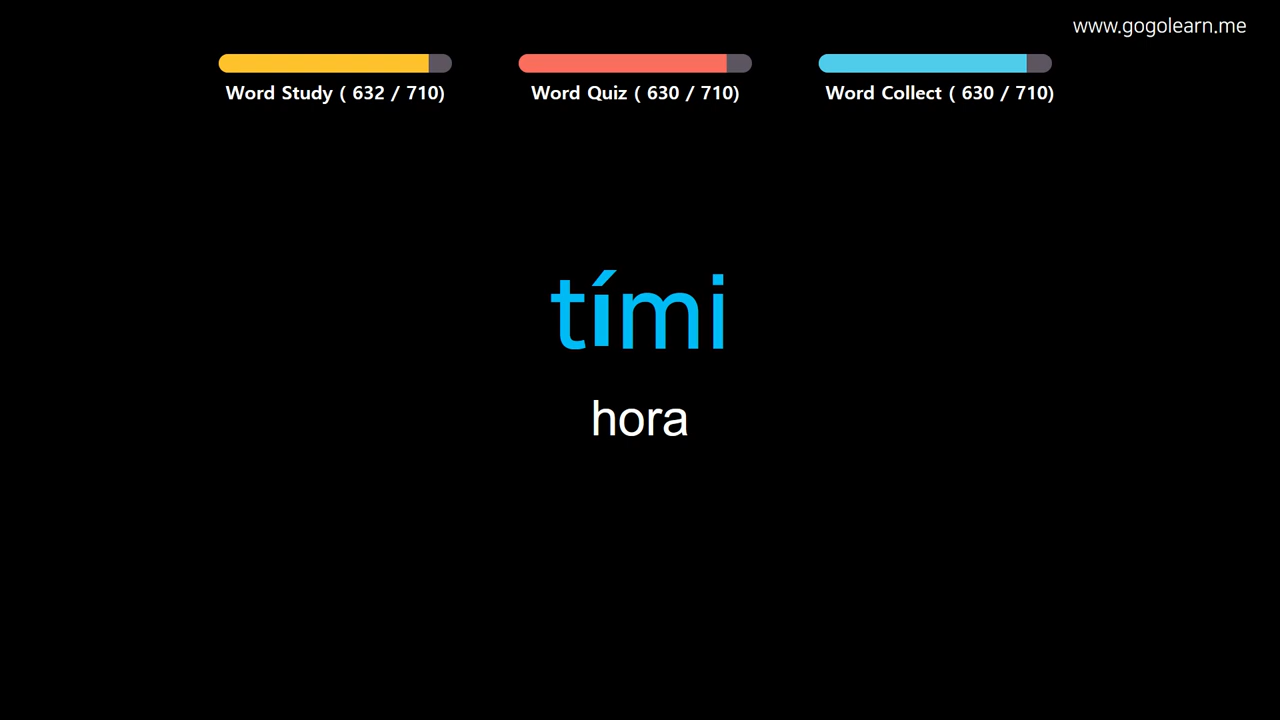 www.gogolearn.me
Word Study ( 632 / 710)
Word Quiz ( 630 / 710)
Word Collect ( 630 / 710)
tími
hora